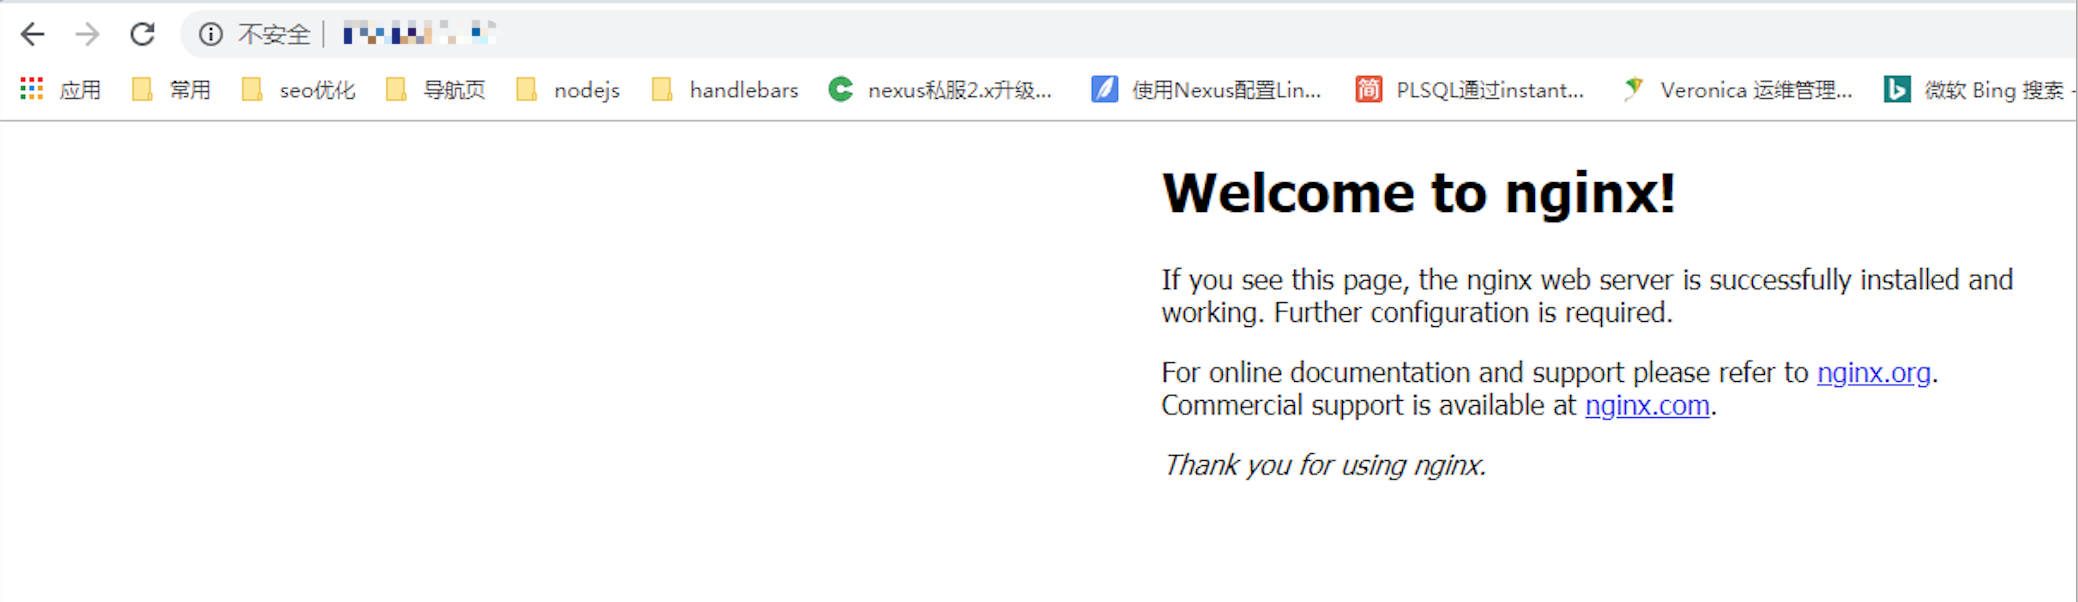 不安全
应用 常用 seo优化 导航页 nodejs handlebars nexus私服2.x升级... 使用Nexus配置Lin... PLSQL通过instant... Veronica 运维管理... 微软 Bing 搜索 -
Welcome to nginx!
If you see this page, the nginx web server is successfully installed and
working. Further configuration is required.
For online documentation and support please refer to nginx.org.
Commercial support is available at nginx.com.
Thank you for using nginx.